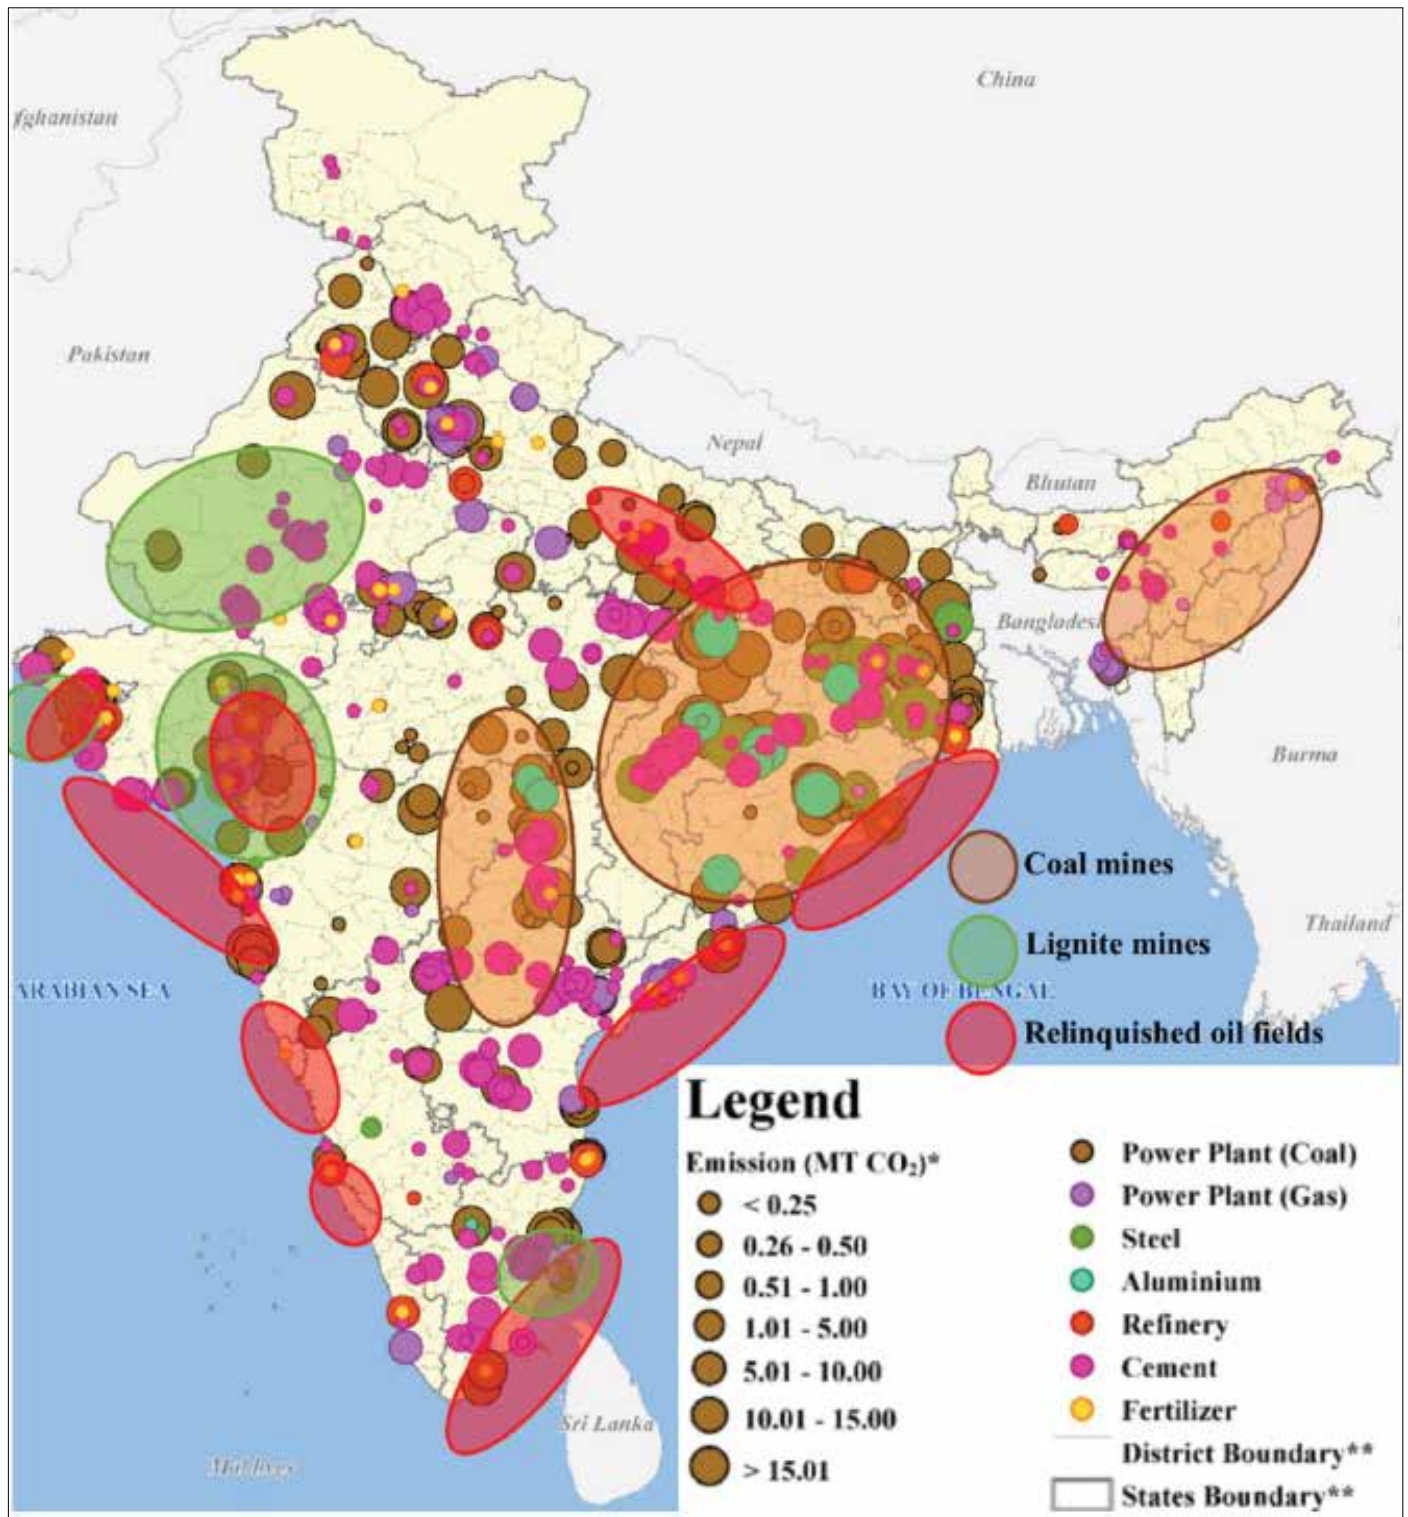 China
fghanistan
Pakistan
Nepal
Bhutan
Bangladesh
Burma
Coal mines
Thailand
Lignite mines
ARABIAN SEA
BAY OF BENGAL
Relinquished oil fields
Legend
Emission (MT CO₂)*
< 0.25
0.26 - 0.50
0.51 - 1.00
1.01 - 5.00
5.01 - 10.00
10.01 - 15.00
> 15.01
Power Plant (Coal)
Power Plant (Gas)
Steel
Aluminium
Refinery
Cement
Fertilizer
District Boundary**
States Boundary**
Sri Lanka
Maldives